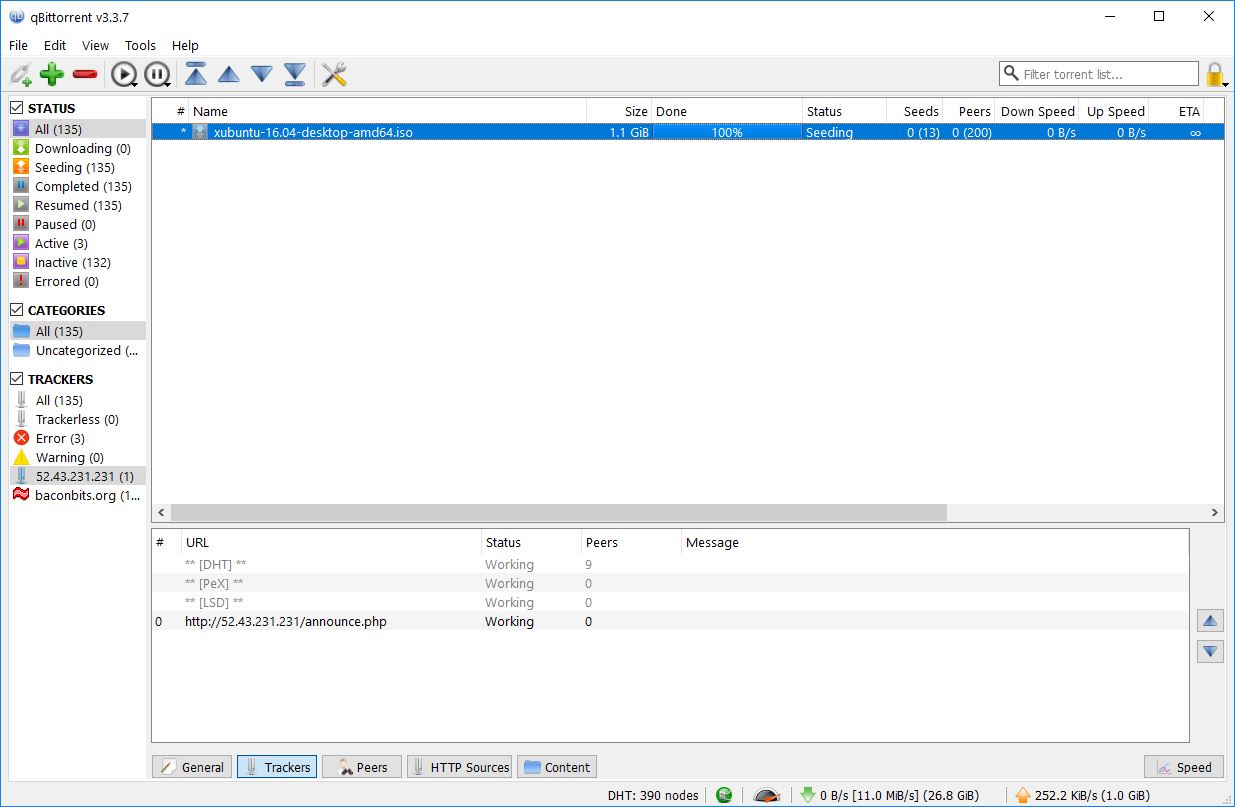 qBittorrent v3.3.7
File Edit View Tools Help
Filter torrent list...
STATUS
All (135)
Downloading (0)
Seeding (135)
Completed (135)
Resumed (135)
Paused (0)
Active (3)
Inactive (132)
Errored (0)
CATEGORIES
All (135)
Uncategorized (...
TRACKERS
All (135)
Trackerless (0)
Error (3)
Warning (0)
52.43.231.231 (1)
baconbits.org (1...
# Name Size Done Status Seeds Peers Down Speed Up Speed ETA
* xubuntu-16.04-desktop-amd64.iso 1.1 GiB 100% Seeding 0 (13) 0 (200) 0 B/s 0 B/s ∞
# URL Status Peers Message
** [DHT] ** Working 9
** [PeX] ** Working 0
** [LSD] ** Working 0
0 http://52.43.231.231/announce.php Working 0
General Trackers Peers HTTP Sources Content Speed
DHT: 390 nodes 0 B/s [11.0 MiB/s] (26.8 GiB) 252.2 KiB/s (1.0 GiB)